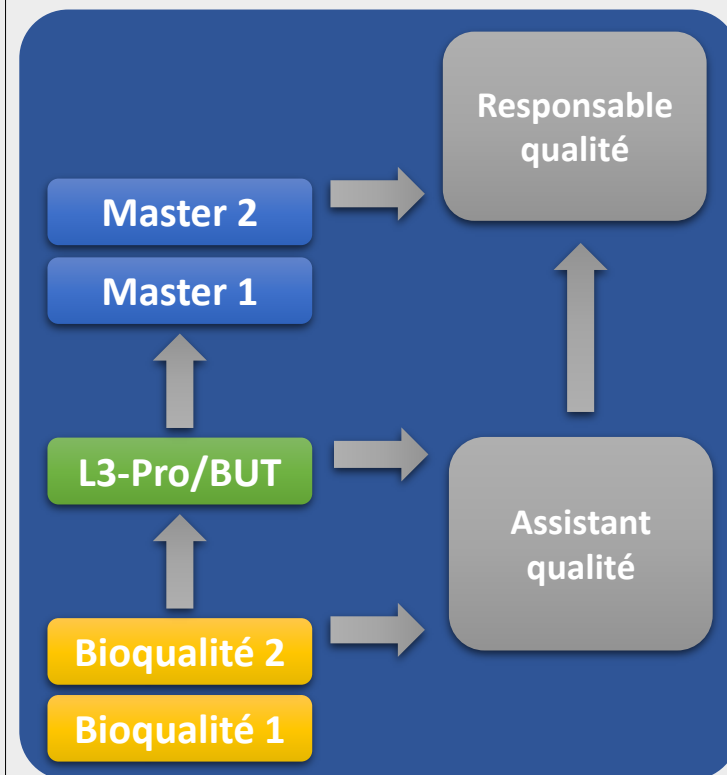 Responsable
qualité
Master 2
Master 1
L3-Pro/BUT
Assistant
qualité
Bioqualité 2
Bioqualité 1